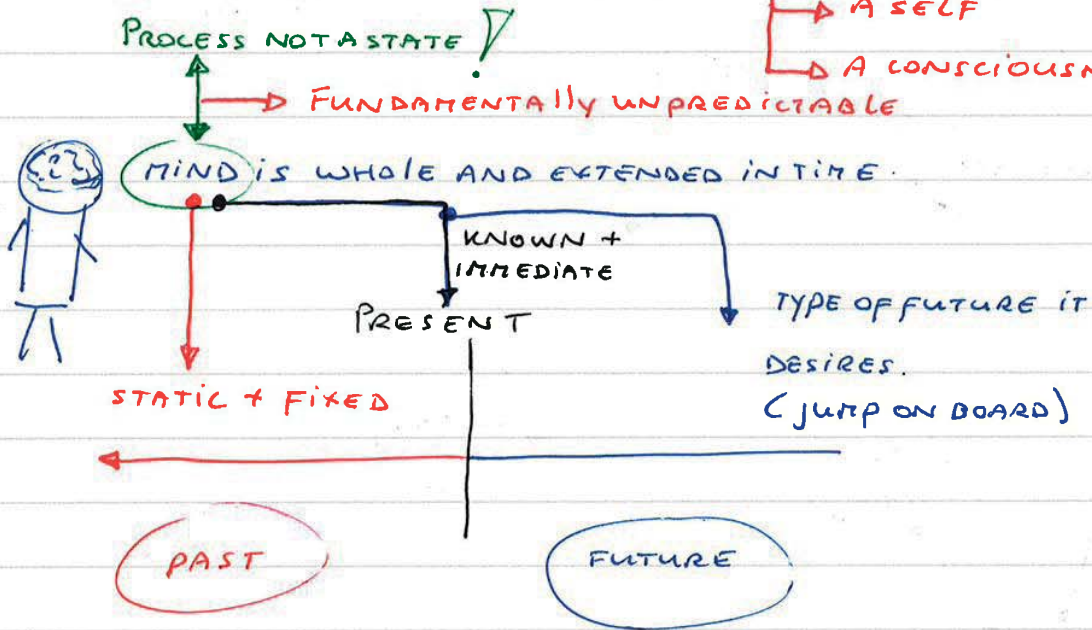 A SELF
PROCESS NOT A STATE !
A CONSCIOUSN
FUNDAMENTALLY UNPREDICTABLE
MIND IS WHOLE AND EXTENDED IN TIME.
KNOWN +
IMMEDIATE
PRESENT
TYPE OF FUTURE IT
DESIRES.
(JUMP ON BOARD)
STATIC + FIXED
PAST
FUTURE